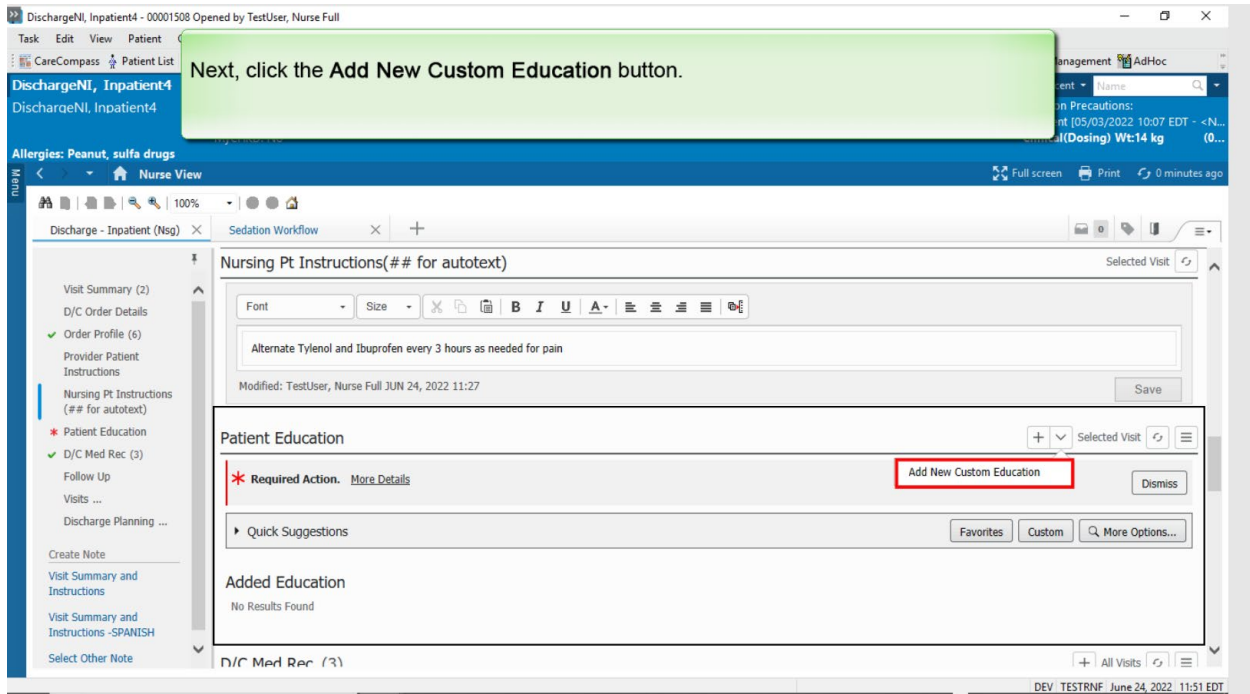 DischargeNI, Inpatient4 - 00001508 Opened by TestUser, Nurse Full
Task Edit View Patient
Next, click the Add New Custom Education button.
CareCompass Patient List
AdHoc
DischargeNI, Inpatient4
Name
DischargeNI, Inpatient4
Precautions:
[05/03/2022 10:07 EDT - <N...
(Dosing) Wt:14 kg (0...
Allergies: Peanut, sulfa drugs
Menu
Nurse View
Full screen Print 0 minutes ago
100%
Discharge - Inpatient (Nsg) Sedation Workflow
0
Visit Summary (2)
D/C Order Details
Order Profile (6)
Provider Patient
Instructions
Nursing Pt Instructions
(## for autotext)
Patient Education
D/C Med Rec (3)
Follow Up
Visits ...
Discharge Planning ...
Create Note
Visit Summary and
Instructions
Visit Summary and
Instructions -SPANISH
Select Other Note
Nursing Pt Instructions(## for autotext)
Selected Visit
Font Size B I U A
Alternate Tylenol and Ibuprofen every 3 hours as needed for pain
Modified: TestUser, Nurse Full JUN 24, 2022 11:27
Save
Patient Education
Selected Visit
Add New Custom Education
Required Action. More Details
Dismiss
Quick Suggestions
Favorites Custom More Options...
Added Education
No Results Found
D/C Med Rec (3)
All Visits
DEV TESTRNF June 24, 2022 11:51 EDT